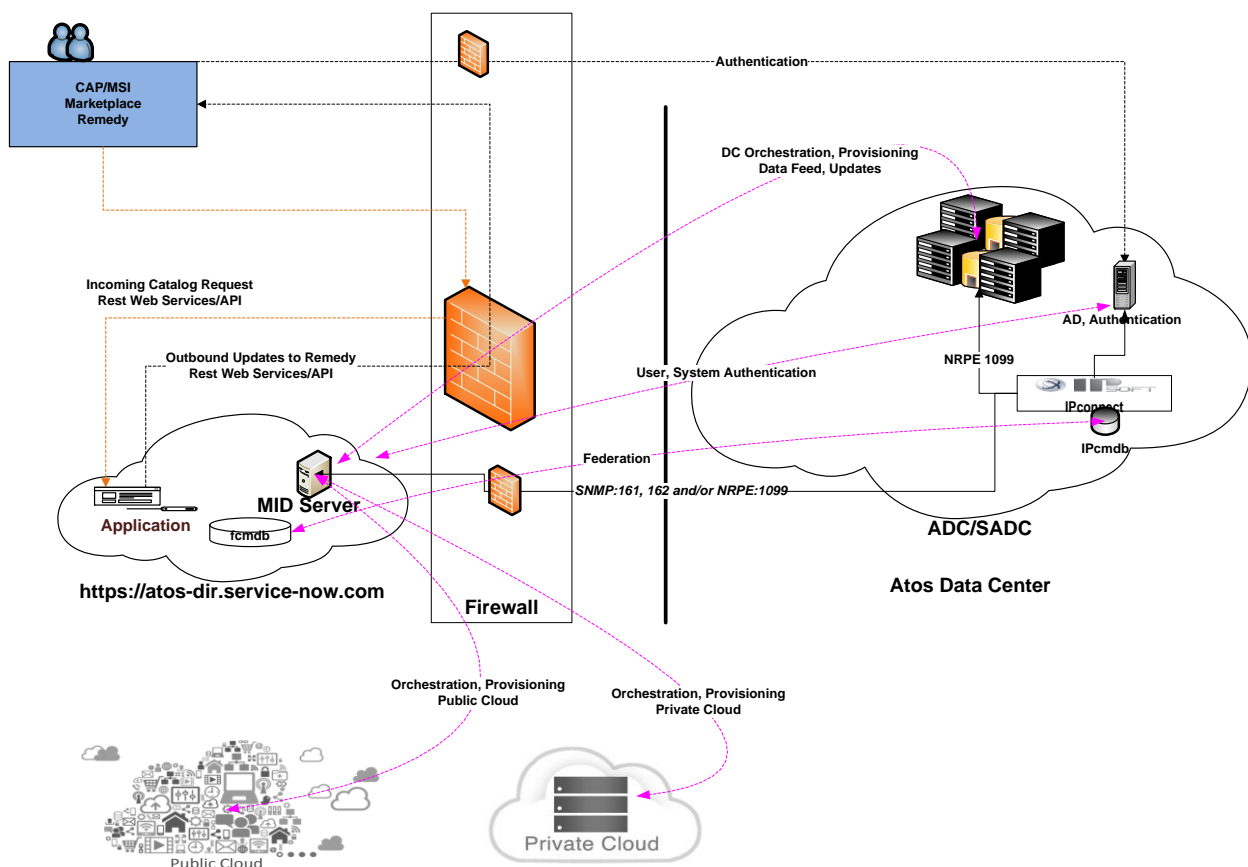 CAP/MSI
Marketplace
Remedy
Authentication
DC Orchestration, Provisioning
Data Feed, Updates
Incoming Catalog Request
Rest Web Services/API
AD, Authentication
Outbound Updates to Remedy
Rest Web Services/API
NRPE 1099
User, System Authentication
IPSOFT
IPconnect
IPcmdb
Federation
SNMP:161, 162 and/or NRPE:1099
MID Server
Application
fcmdb
ADC/SADC
https://atos-dir.service-now.com
Firewall
Atos Data Center
Orchestration, Provisioning
Public Cloud
Orchestration, Provisioning
Private Cloud
Private Cloud
Public Cloud